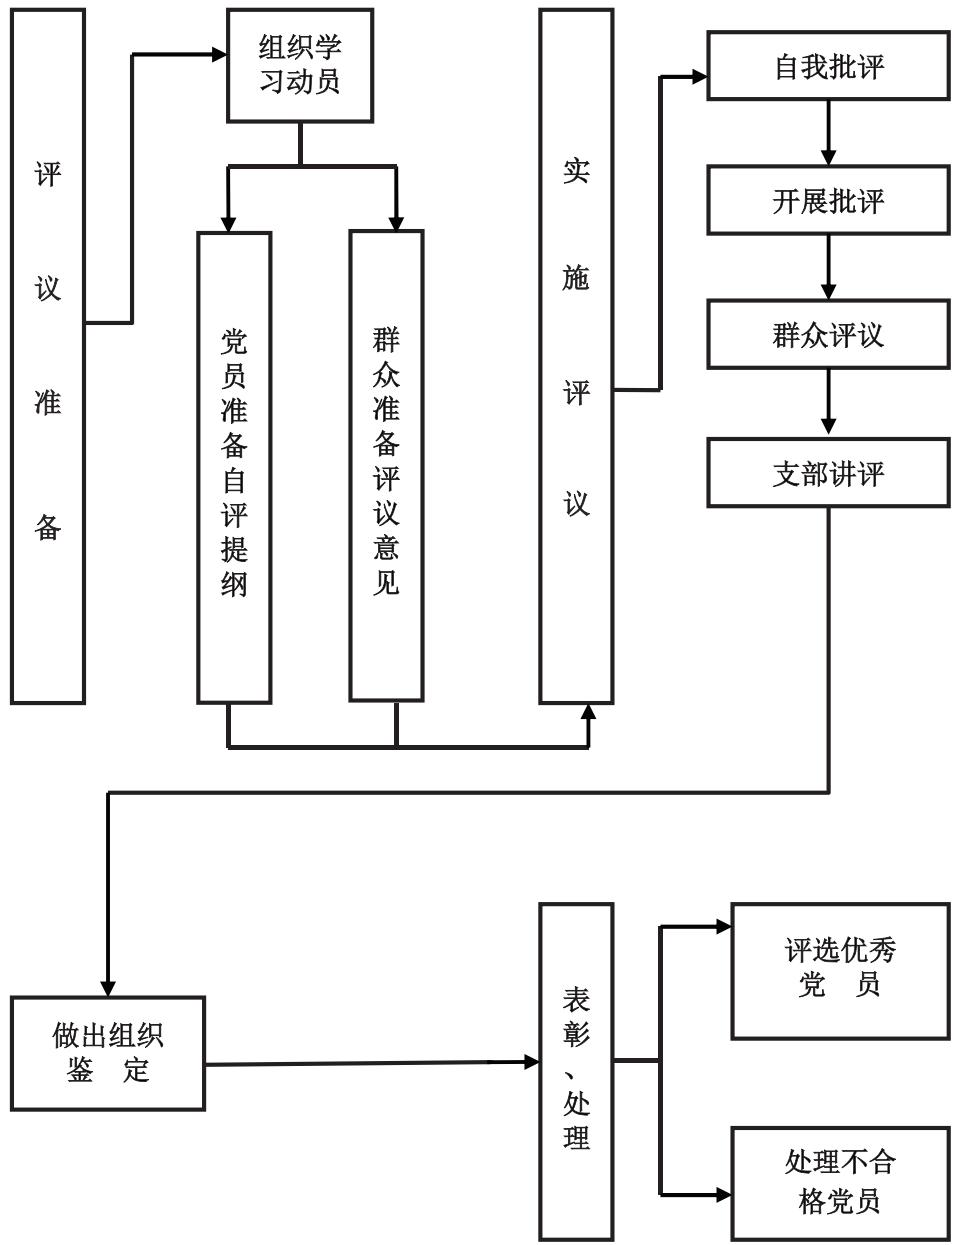 评议准备
组织学
习动员
党员准备自评提纲
群众准备评议意见
实施评议
自我批评
开展批评
群众评议
支部讲评
做出组织
鉴 定
表彰、处理
评选优秀
党 员
处理不合
格党员